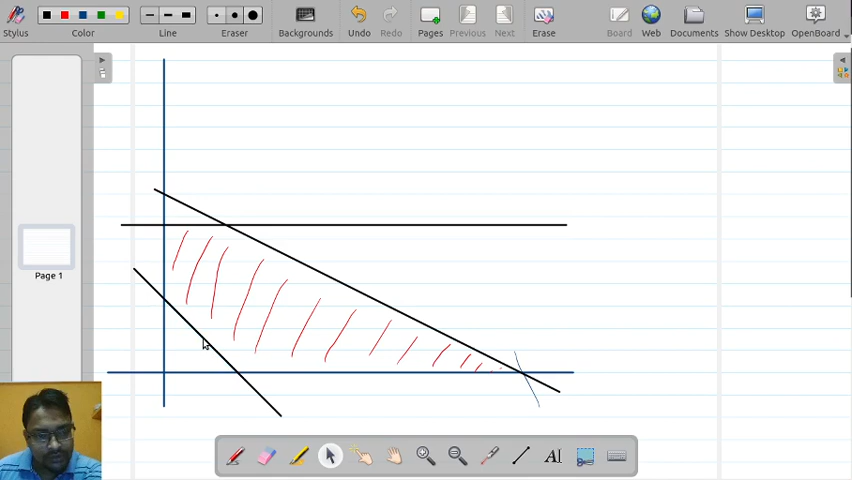 Stylus Color Line Eraser Backgrounds Undo Redo Pages Previous Next Erase Board Web Documents Show Desktop OpenBoard
Page 1